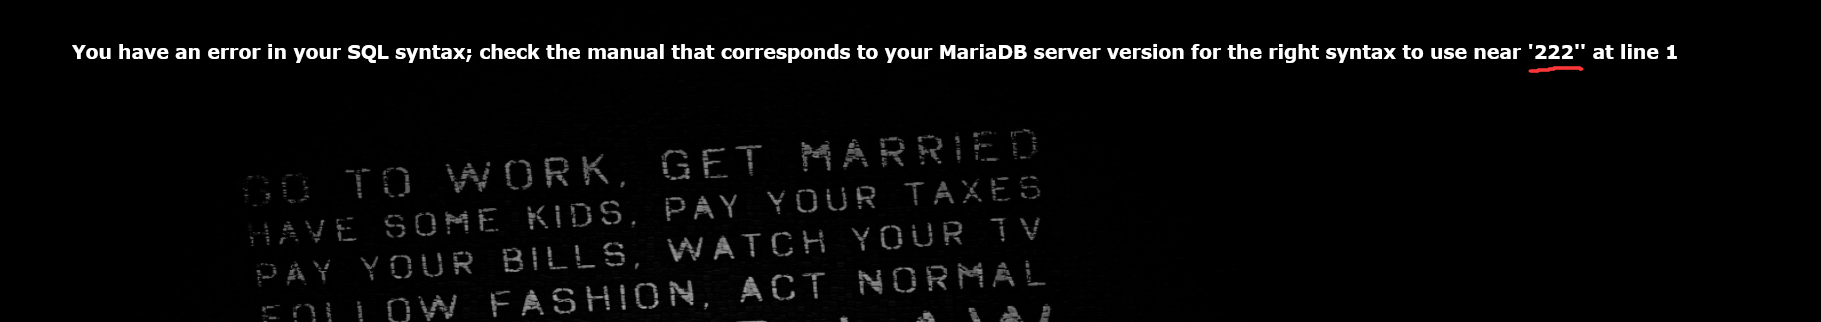 You have an error in your SQL syntax; check the manual that corresponds to your MariaDB server version for the right syntax to use near '222'' at line 1
GO TO WORK, GET MARRIED
HAVE SOME KIDS, PAY YOUR TAXES
PAY YOUR BILLS, WATCH YOUR TV
FOLLOW FASHION, ACT NORMAL